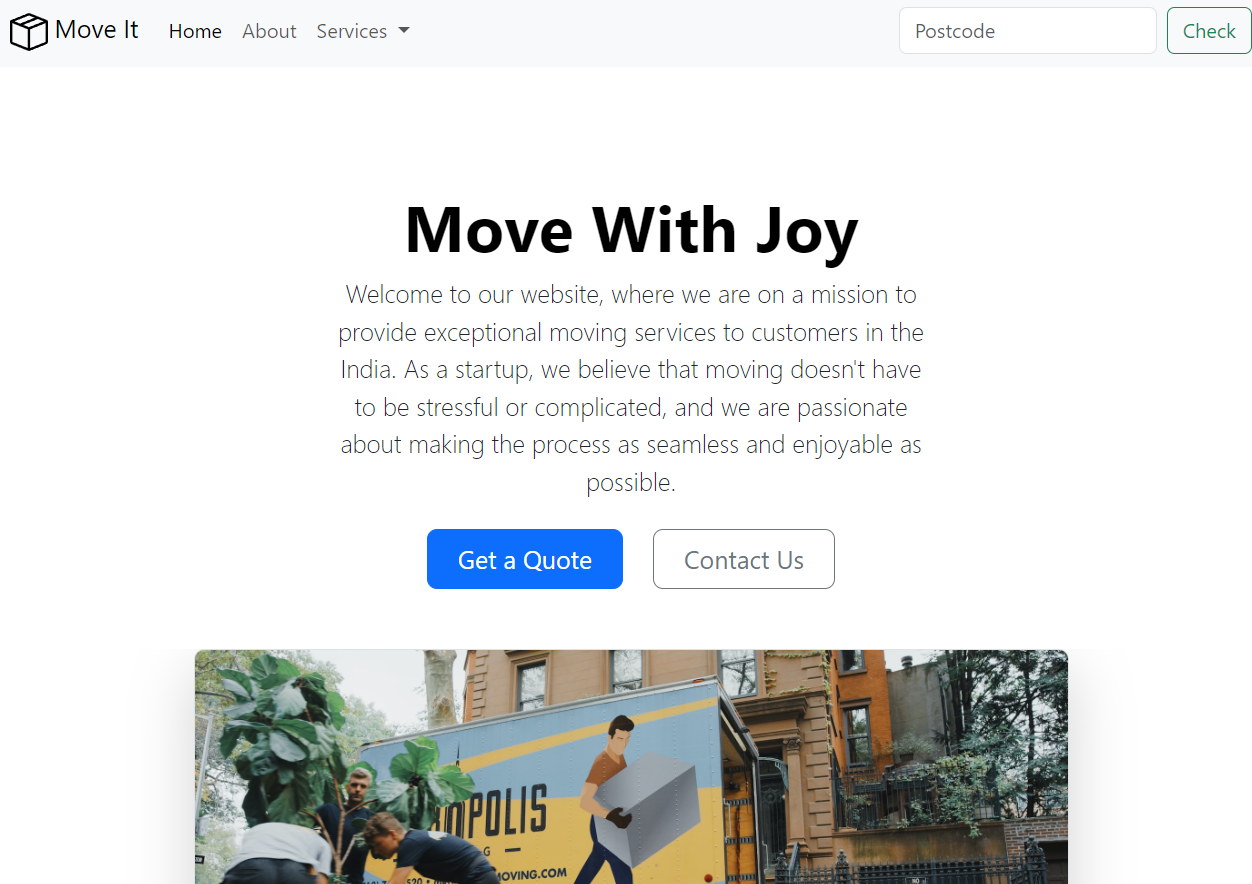 Move It Home About Services Postcode Check
Move With Joy
Welcome to our website, where we are on a mission to
provide exceptional moving services to customers in the
India. As a startup, we believe that moving doesn't have
to be stressful or complicated, and we are passionate
about making the process as seamless and enjoyable as
possible.
Get a Quote Contact Us
OPOLIS
G
MOVING.COM